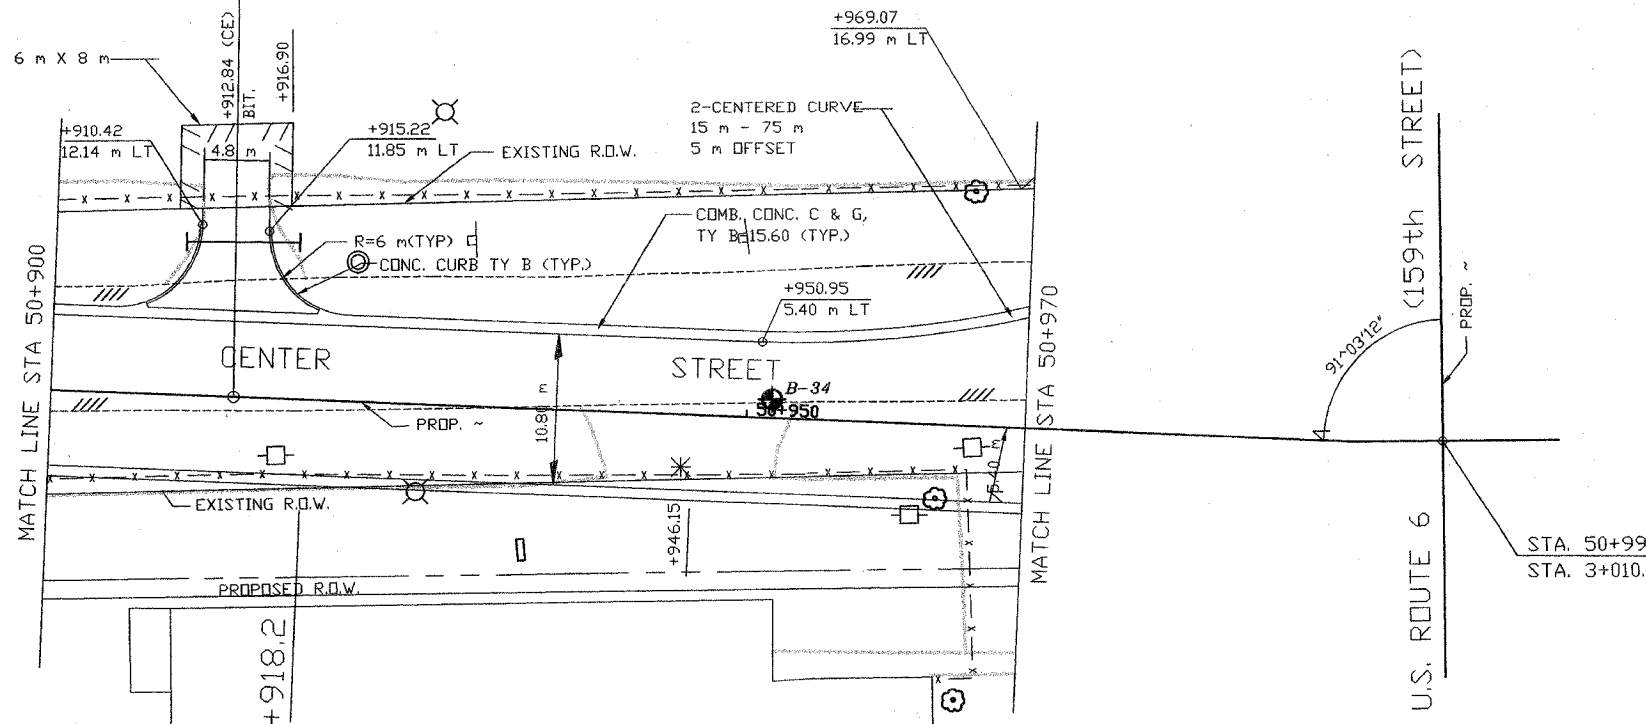 +969.07
16.99 m LT
6 m X 8 m
+912.84 (CE)
BIT.
+916.90
2-CENTERED CURVE
15 m - 75 m
5 m OFFSET
+910.42
12.14 m LT
4.8 m
+915.22
11.85 m LT
EXISTING R.O.W.
COMB. CONC. C & G,
TY B-15.60 (TYP.)
R=6 m(TYP)
CONC. CURB TY B (TYP.)
+950.95
5.40 m LT
CENTER STREET
B-34
50+950
10.80 m
PROP.
5.40 m
EXISTING R.O.W.
+946.15
PROPOSED R.O.W.
+918.2
MATCH LINE STA 50+900
MATCH LINE STA 50+970
91^03'12"
PROP. ~
U.S. ROUTE 6 (159th STREET)
STA. 50+99
STA. 3+010.